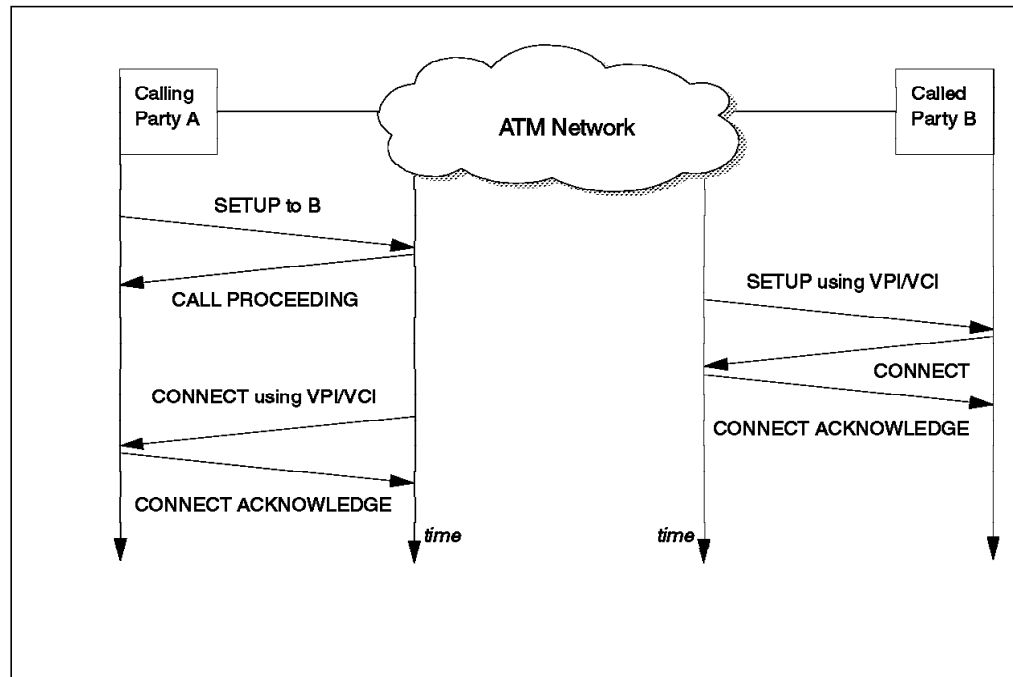 Calling
Party A
ATM Network
Called
Party B
SETUP to B
CALL PROCEEDING
SETUP using VPI/VCI
CONNECT
CONNECT using VPI/VCI
CONNECT ACKNOWLEDGE
CONNECT ACKNOWLEDGE
time
time